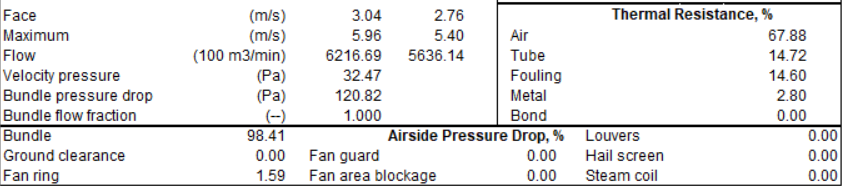 Face (m/s) 3.04 2.76 Thermal Resistance, %
Maximum (m/s) 5.96 5.40 Air 67.88
Flow (100 m3/min) 6216.69 5636.14 Tube 14.72
Velocity pressure (Pa) 32.47 Fouling 14.60
Bundle pressure drop (Pa) 120.82 Metal 2.80
Bundle flow fraction (--) 1.000 Bond 0.00
Bundle 98.41 Airside Pressure Drop, % Louvers 0.00
Ground clearance 0.00 Fan guard 0.00 Hail screen 0.00
Fan ring 1.59 Fan area blockage 0.00 Steam coil 0.00